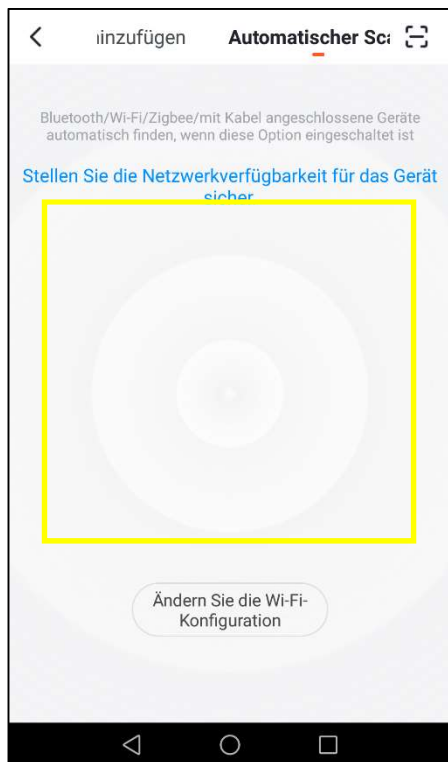 inzufügen Automatischer Sca
Bluetooth/Wi-Fi/Zigbee/mit Kabel angeschlossene Geräte
automatisch finden, wenn diese Option eingeschaltet ist
Stellen Sie die Netzwerkverfügbarkeit für das Gerät
sicher
Ändern Sie die Wi-Fi-
Konfiguration